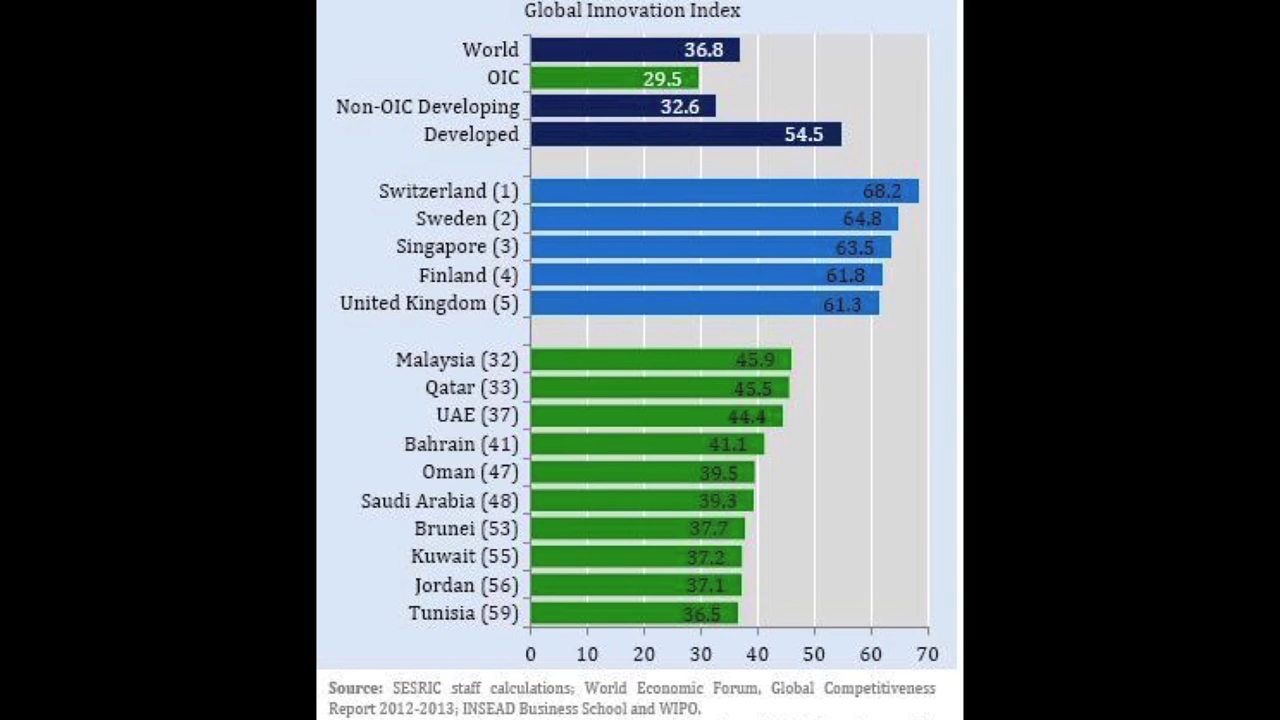 Global Innovation Index
World 36.8
OIC 29.5
Non-OIC Developing 32.6
Developed 54.5
Switzerland (1) 68.2
Sweden (2) 64.8
Singapore (3) 63.5
Finland (4) 61.8
United Kingdom (5) 61.3
Malaysia (32) 45.9
Qatar (33) 45.5
UAE (37) 44.4
Bahrain (41) 41.1
Oman (47) 39.5
Saudi Arabia (48) 39.3
Brunei (53) 37.7
Kuwait (55) 37.2
Jordan (56) 37.1
Tunisia (59) 36.5
0 10 20 30 40 50 60 70
Source: SESRIC staff calculations; World Economic Forum, Global Competitiveness
Report 2012-2013; INSEAD Business School and WIPO.